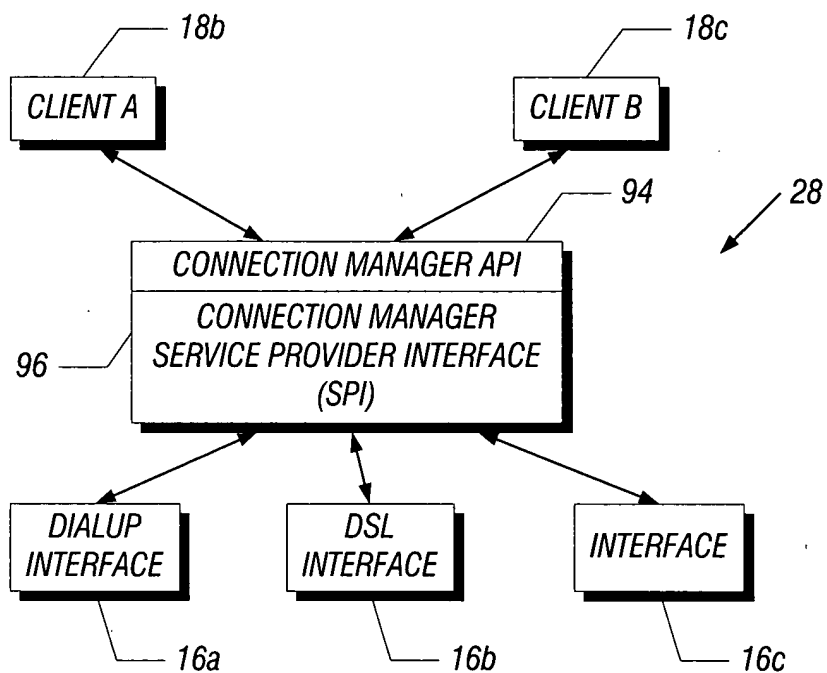 18b
18c
CLIENT A
CLIENT B
94
28
CONNECTION MANAGER API
CONNECTION MANAGER
SERVICE PROVIDER INTERFACE
(SPI)
96
DIALUP
INTERFACE
DSL
INTERFACE
INTERFACE
16a
16b
16c